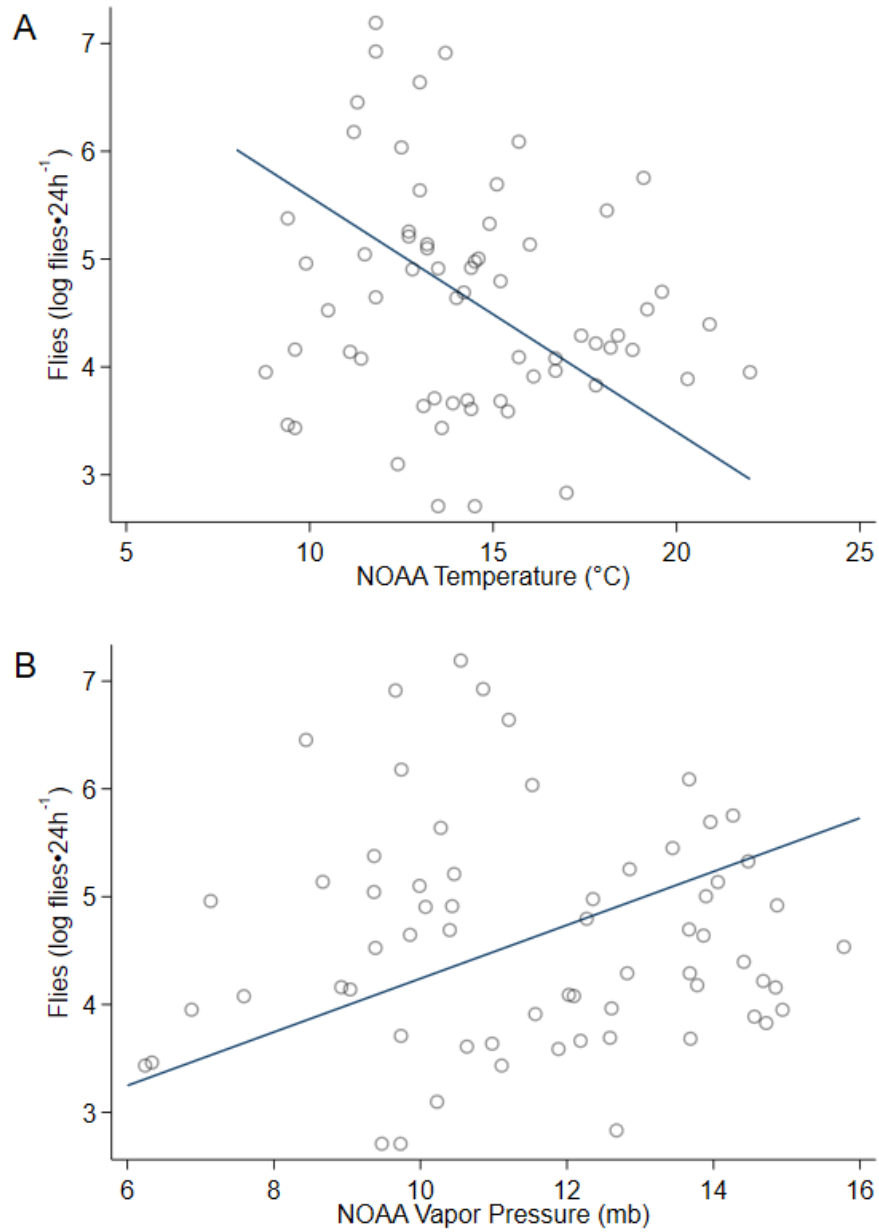 A
7
6
5
4
3
Flies (log flies•24h⁻¹)
5 10 15 20 25
NOAA Temperature (°C)
B
7
6
5
4
3
Flies (log flies•24h⁻¹)
6 8 10 12 14 16
NOAA Vapor Pressure (mb)